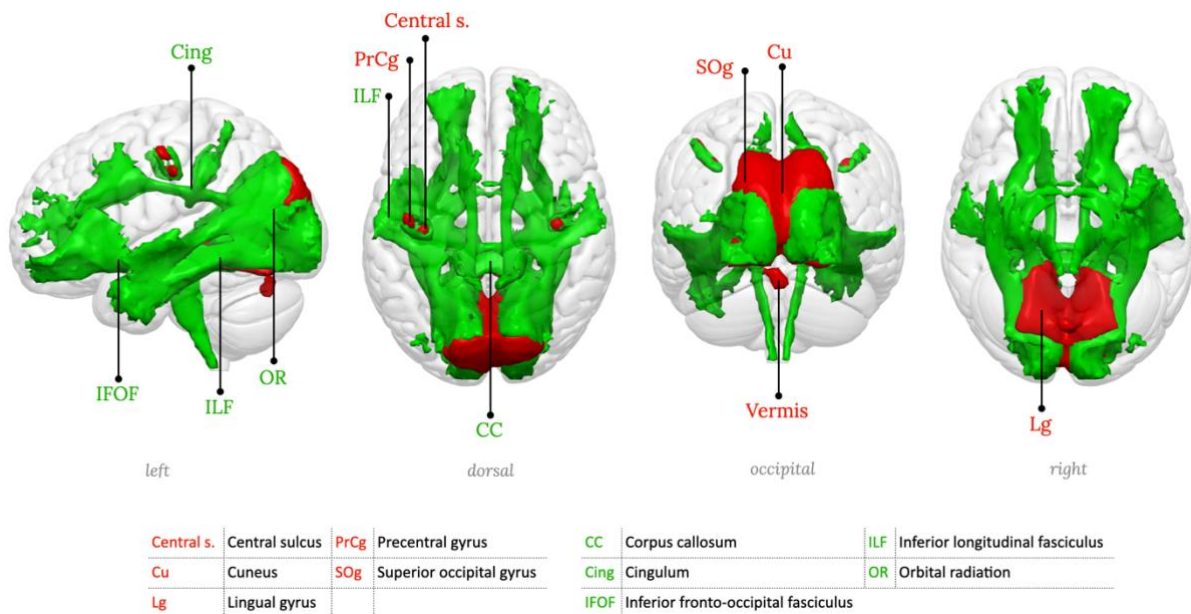 Central s.
Cing
PrCg
SOg
Cu
ILF
IFOF
ILF
OR
CC
Vermis
Lg
left
dorsal
occipital
right
Central s. Central sulcus PrCg Precentral gyrus
Cu Cuneus SOg Superior occipital gyrus
Lg Lingual gyrus
CC Corpus callosum ILF Inferior longitudinal fasciculus
Cing Cingulum OR Orbital radiation
IFOF Inferior fronto-occipital fasciculus